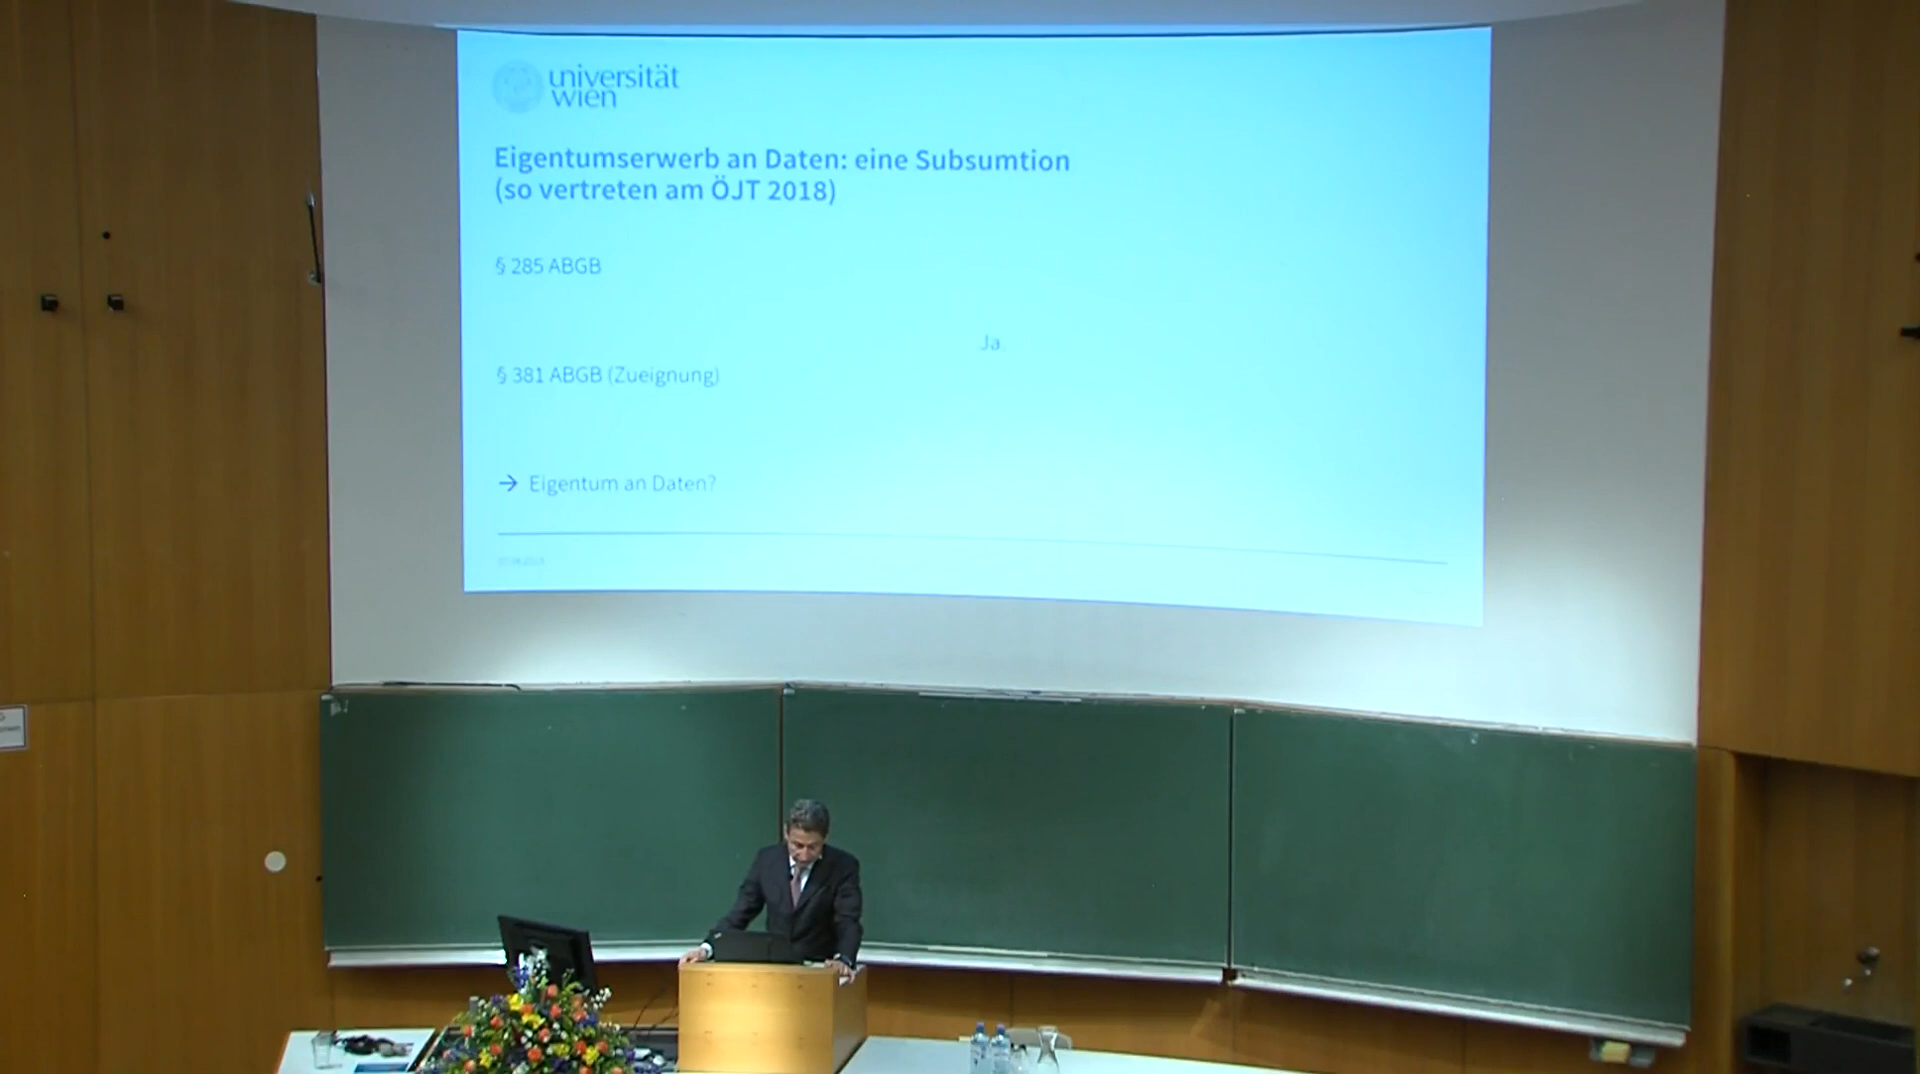 universität
wien
Eigentumserwerb an Daten: eine Subsumtion
(so vertreten am ÖJT 2018)
§ 285 ABGB
Ja.
§ 381 ABGB (Zueignung)
→ Eigentum an Daten?